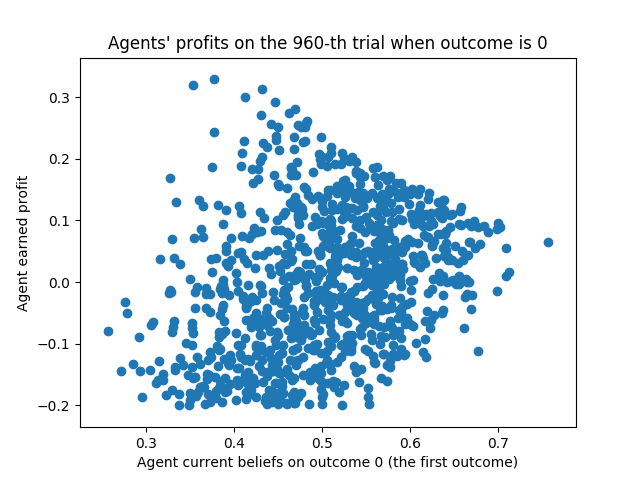 Agents' profits on the 960-th trial when outcome is 0
0.3
0.2
0.1
0.0
−0.1
−0.2
Agent earned profit
0.3 0.4 0.5 0.6 0.7
Agent current beliefs on outcome 0 (the first outcome)